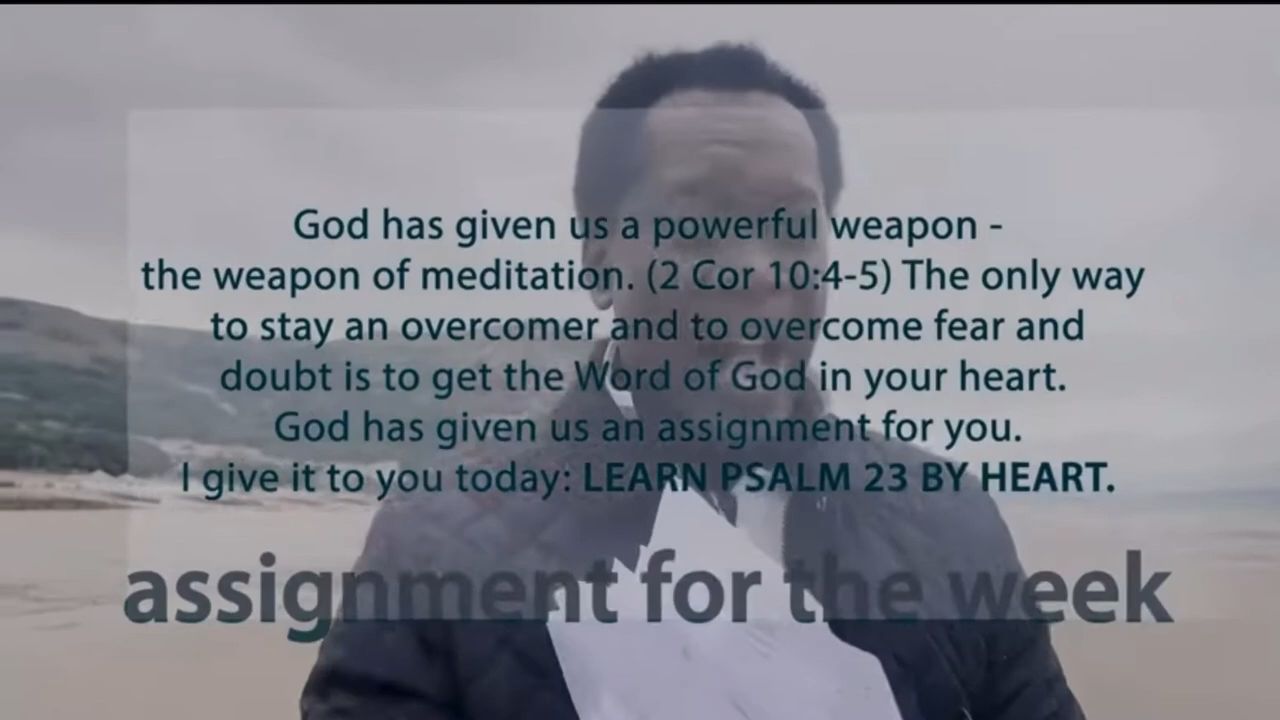 God has given us a powerful weapon -
the weapon of meditation. (2 Cor 10:4-5) The only way
to stay an overcomer and to overcome fear and
doubt is to get the Word of God in your heart.
God has given us an assignment for you.
I give it to you today: LEARN PSALM 23 BY HEART.
assignment for the week